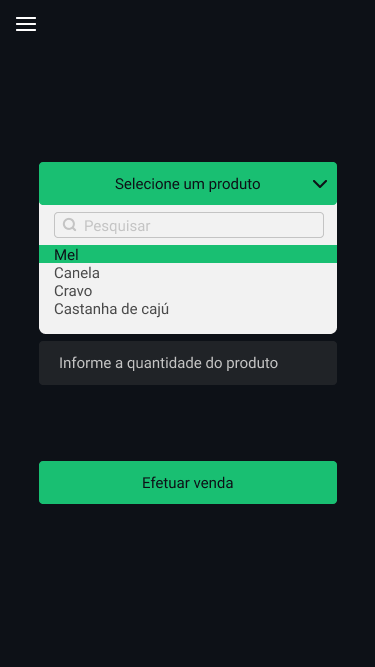 Selecione um produto
Pesquisar
Mel
Canela
Cravo
Castanha de cajú
Informe a quantidade do produto
Efetuar venda